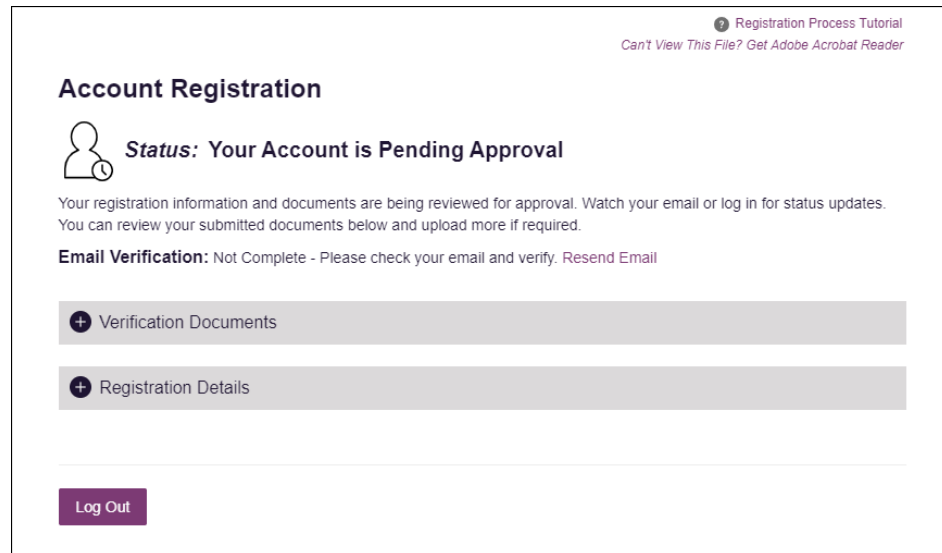 Registration Process Tutorial
Can't View This File? Get Adobe Acrobat Reader
Account Registration
Status: Your Account is Pending Approval
Your registration information and documents are being reviewed for approval. Watch your email or log in for status updates.
You can review your submitted documents below and upload more if required.
Email Verification: Not Complete - Please check your email and verify. Resend Email
Verification Documents
Registration Details
Log Out